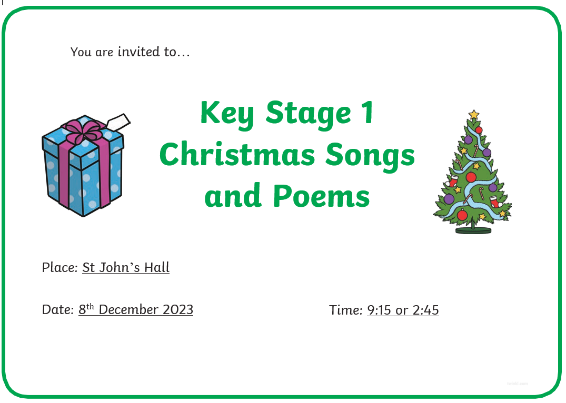 You are invited to...
Key Stage 1
Christmas Songs
and Poems
Place: St John's Hall
Date: 8th December 2023 Time: 9:15 or 2:45